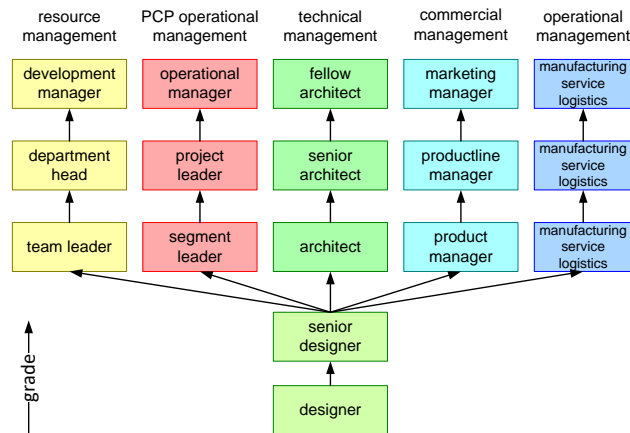 resource
management
PCP operational
management
technical
management
commercial
management
operational
management
development
manager
operational
manager
fellow
architect
marketing
manager
manufacturing
service
logistics
department
head
project
leader
senior
architect
productline
manager
manufacturing
service
logistics
team leader
segment
leader
architect
product
manager
manufacturing
service
logistics
senior
designer
grade
designer